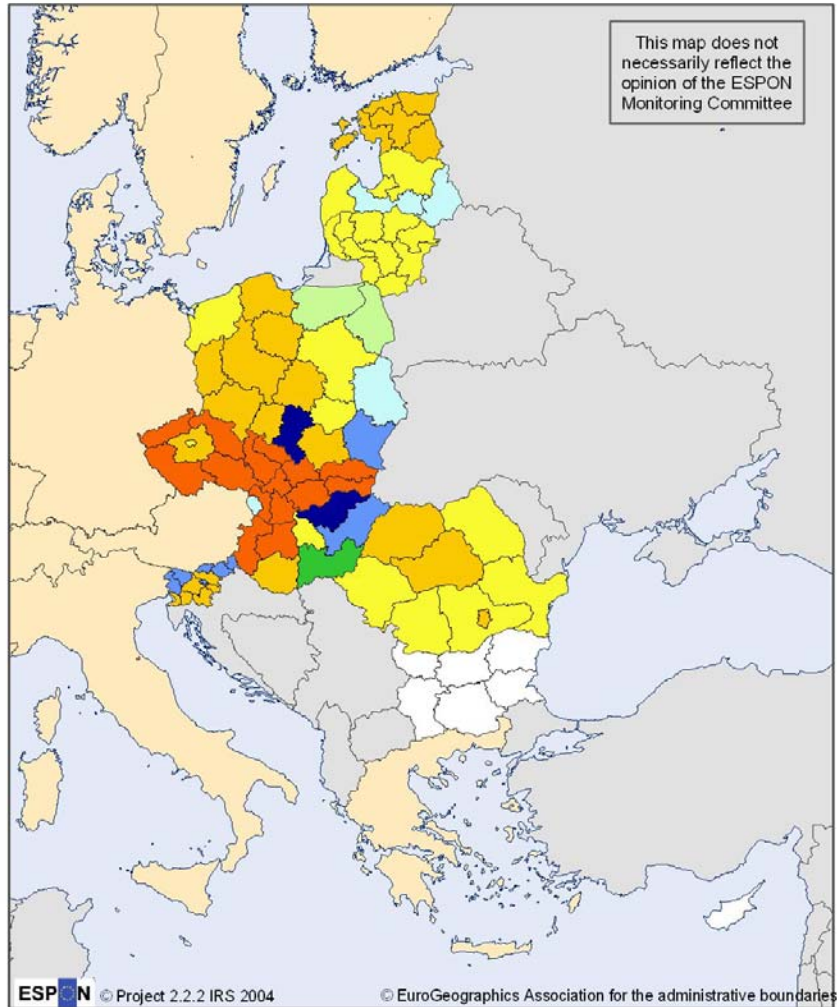 This map does not
necessarily reflect the
opinion of the ESPON
Monitoring Committee
ESPON © Project 2.2.2 IRS 2004 © EuroGeographics Association for the administrative boundaries